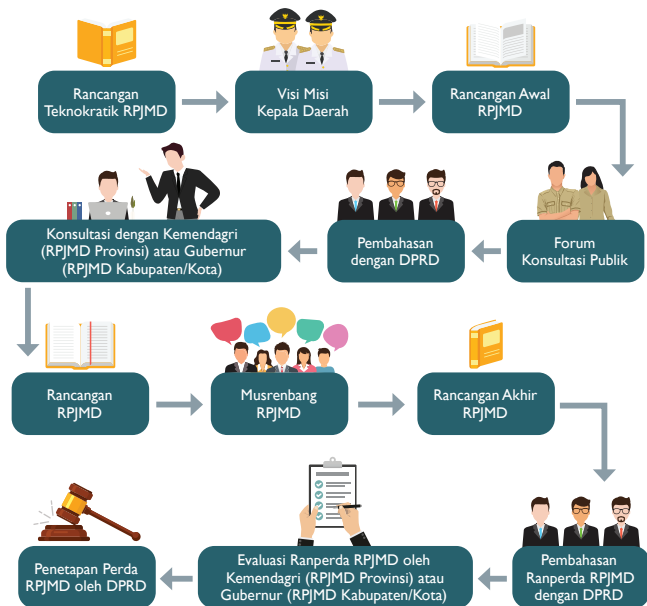 Rancangan
Teknokratik RPJMD
Visi Misi
Kepala Daerah
Rancangan Awal
RPJMD
Forum
Konsultasi Publik
Pembahasan
dengan DPRD
Konsultasi dengan Kemendagri
(RPJMD Provinsi) atau Gubernur
(RPJMD Kabupaten/Kota)
Rancangan
RPJMD
Musrenbang
RPJMD
Rancangan Akhir
RPJMD
Pembahasan
Ranperda RPJMD
dengan DPRD
Evaluasi Ranperda RPJMD oleh
Kemendagri (RPJMD Provinsi) atau
Gubernur (RPJMD Kabupaten/Kota)
Penetapan Perda
RPJMD oleh DPRD